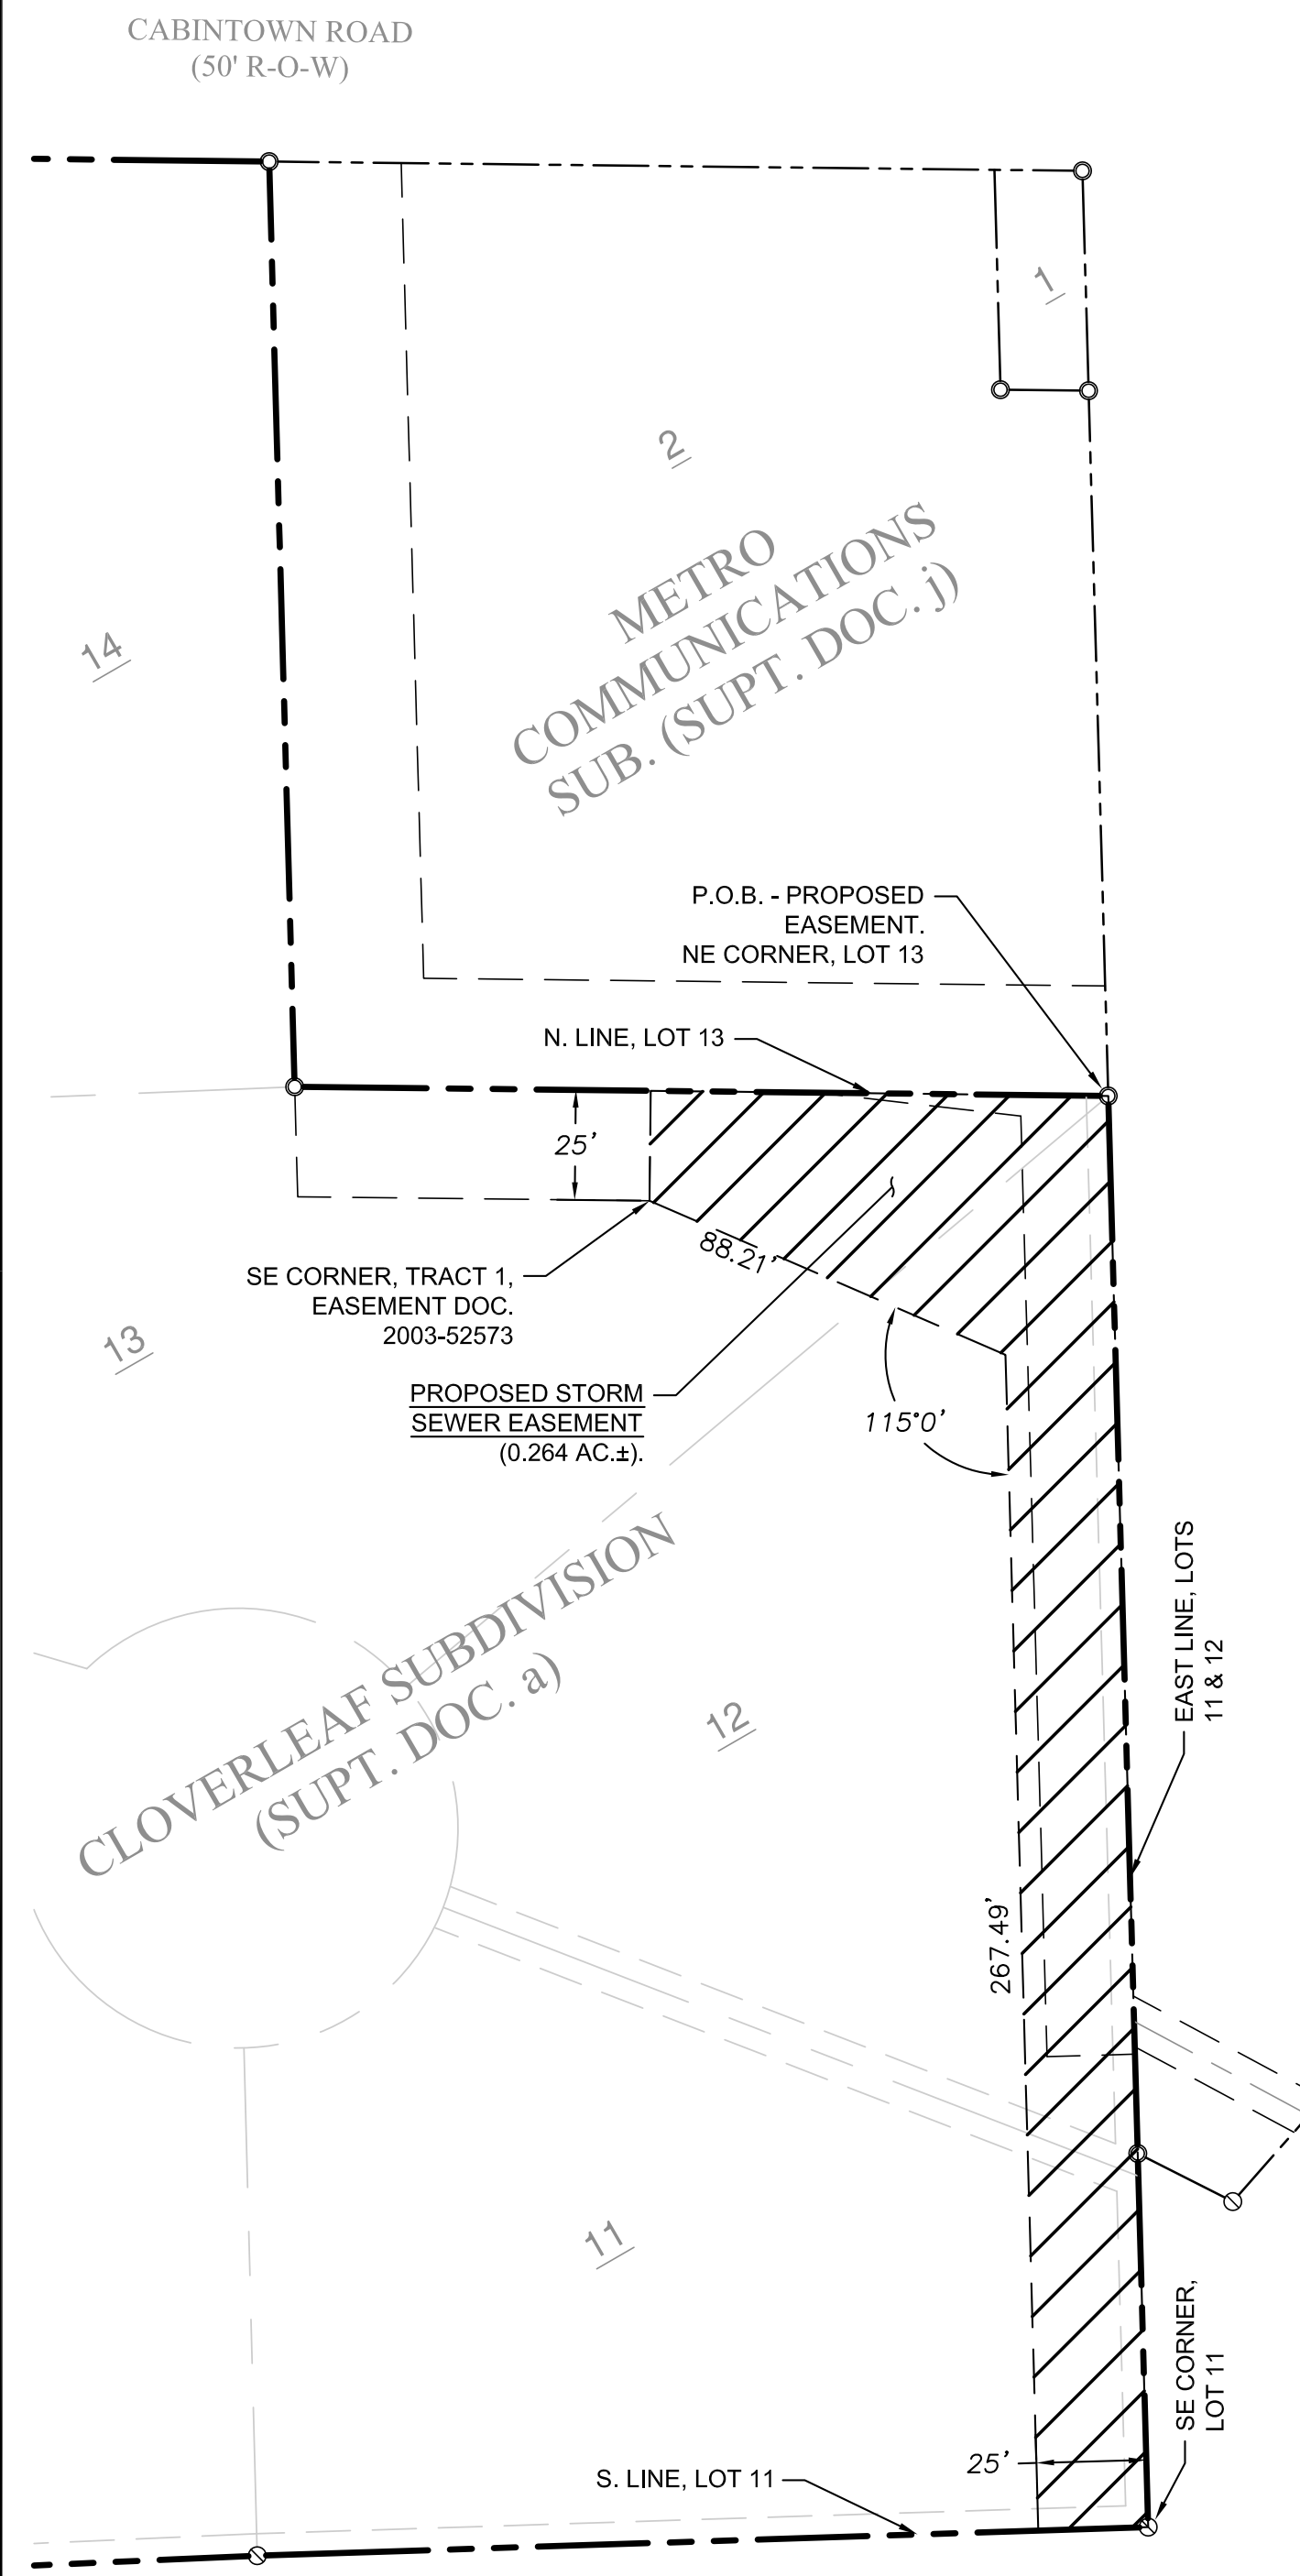 CABINTOWN ROAD
(50' R-O-W)
1
2
METRO
COMMUNICATIONS
SUB. (SUPT. DOC. j)
14
P.O.B. - PROPOSED
EASEMENT.
NE CORNER, LOT 13
N. LINE, LOT 13
25'
88.21'
SE CORNER, TRACT 1,
EASEMENT DOC.
2003-52573
13
PROPOSED STORM
SEWER EASEMENT
(0.264 AC.±).
115°0'
CLOVERLEAF SUBDIVISION
(SUPT. DOC. a)
EAST LINE, LOTS
11 & 12
12
267.49'
11
SE CORNER,
LOT 11
25'
S. LINE, LOT 11